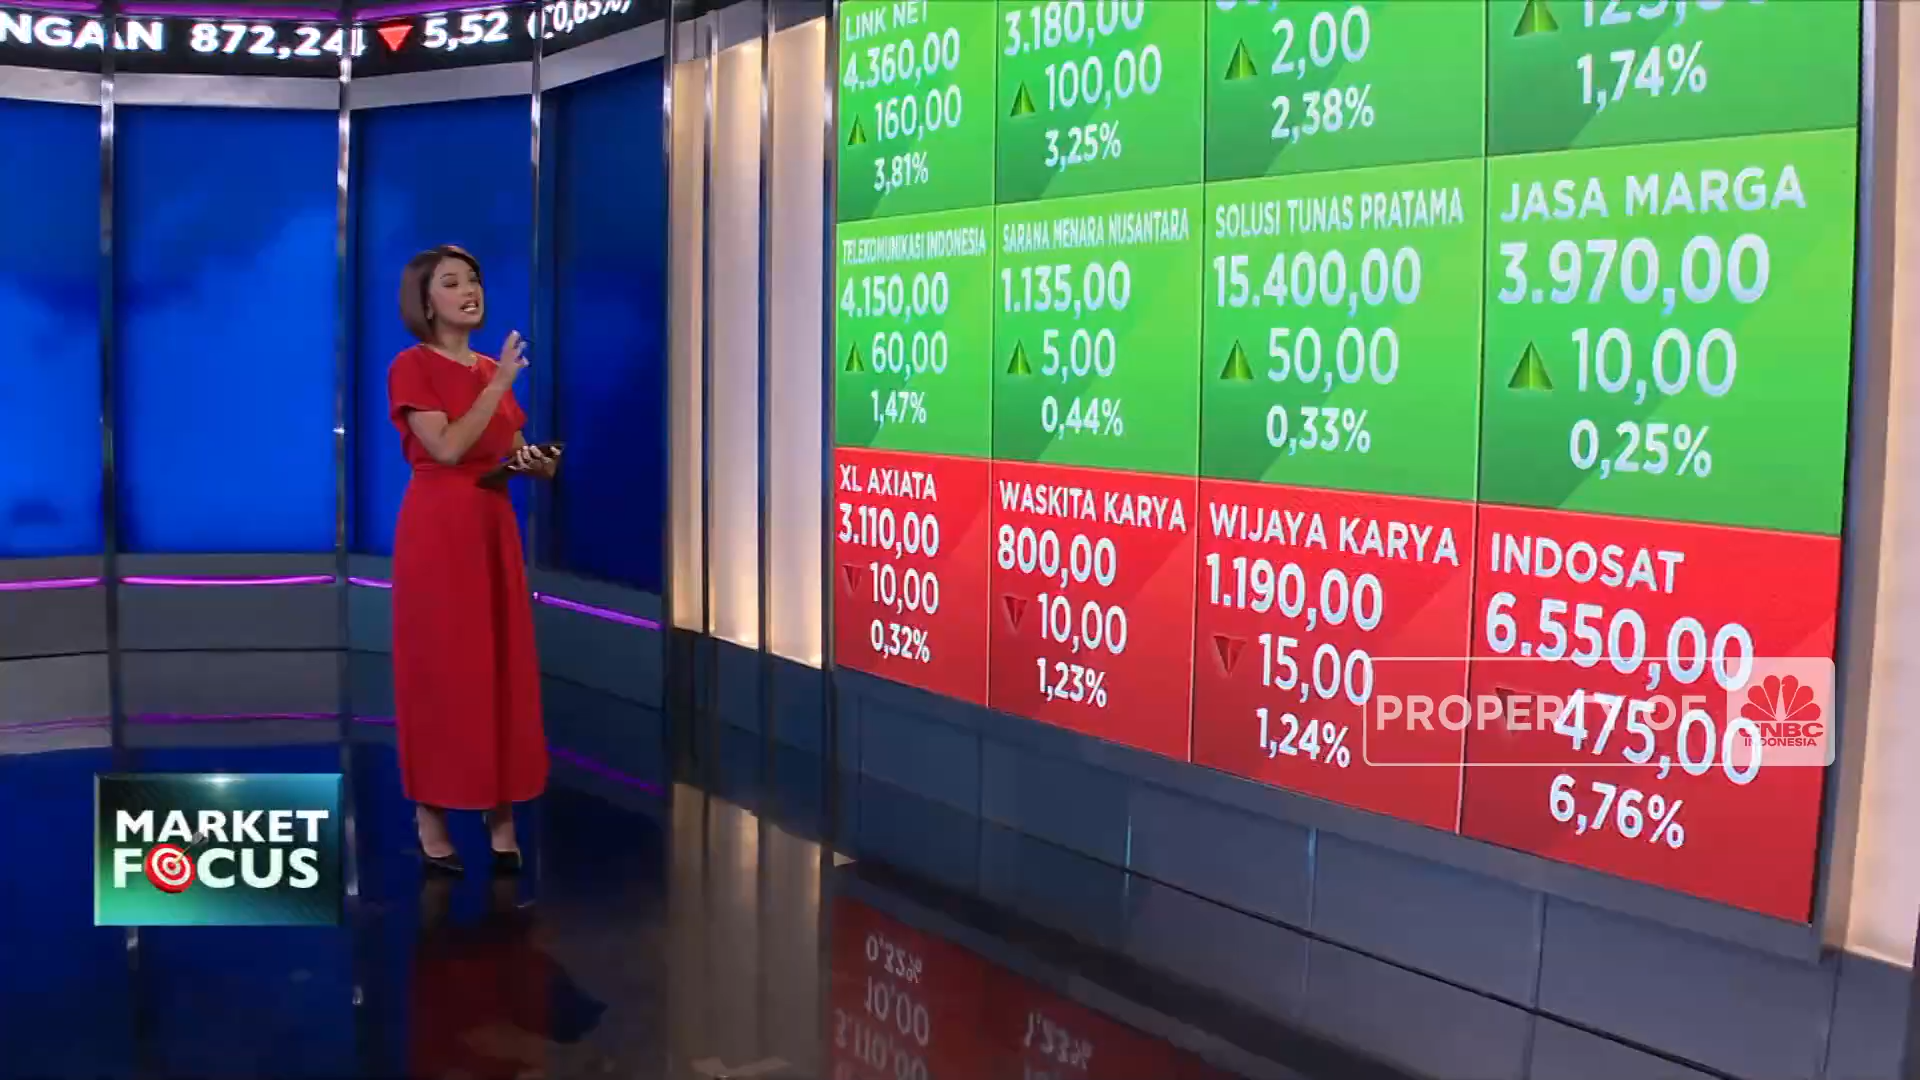 NGAN 872,24 ▼ 5,52 (0,63%)
LINK NET
4.360,00
▲ 160,00
3,81%
3.180,00
▲ 100,00
3,25%
▲ 2,00
2,38%
1,74%
TELEKOMUNIKASI INDONESIA
4.150,00
▲ 60,00
1,47%
SARANA MENARA NUSANTARA
1.135,00
▲ 5,00
0,44%
SOLUSI TUNAS PRATAMA
15.400,00
▲ 50,00
0,33%
JASA MARGA
3.970,00
▲ 10,00
0,25%
XL AXIATA
3.110,00
▼ 10,00
0,32%
WASKITA KARYA
800,00
▼ 10,00
1,23%
WIJAYA KARYA
1.190,00
▼ 15,00
1,24%
INDOSAT
6.550,00
▼ 475,00
6,76%
PROPERTY OF
CNBC
INDONESIA
MARKET
FOCUS